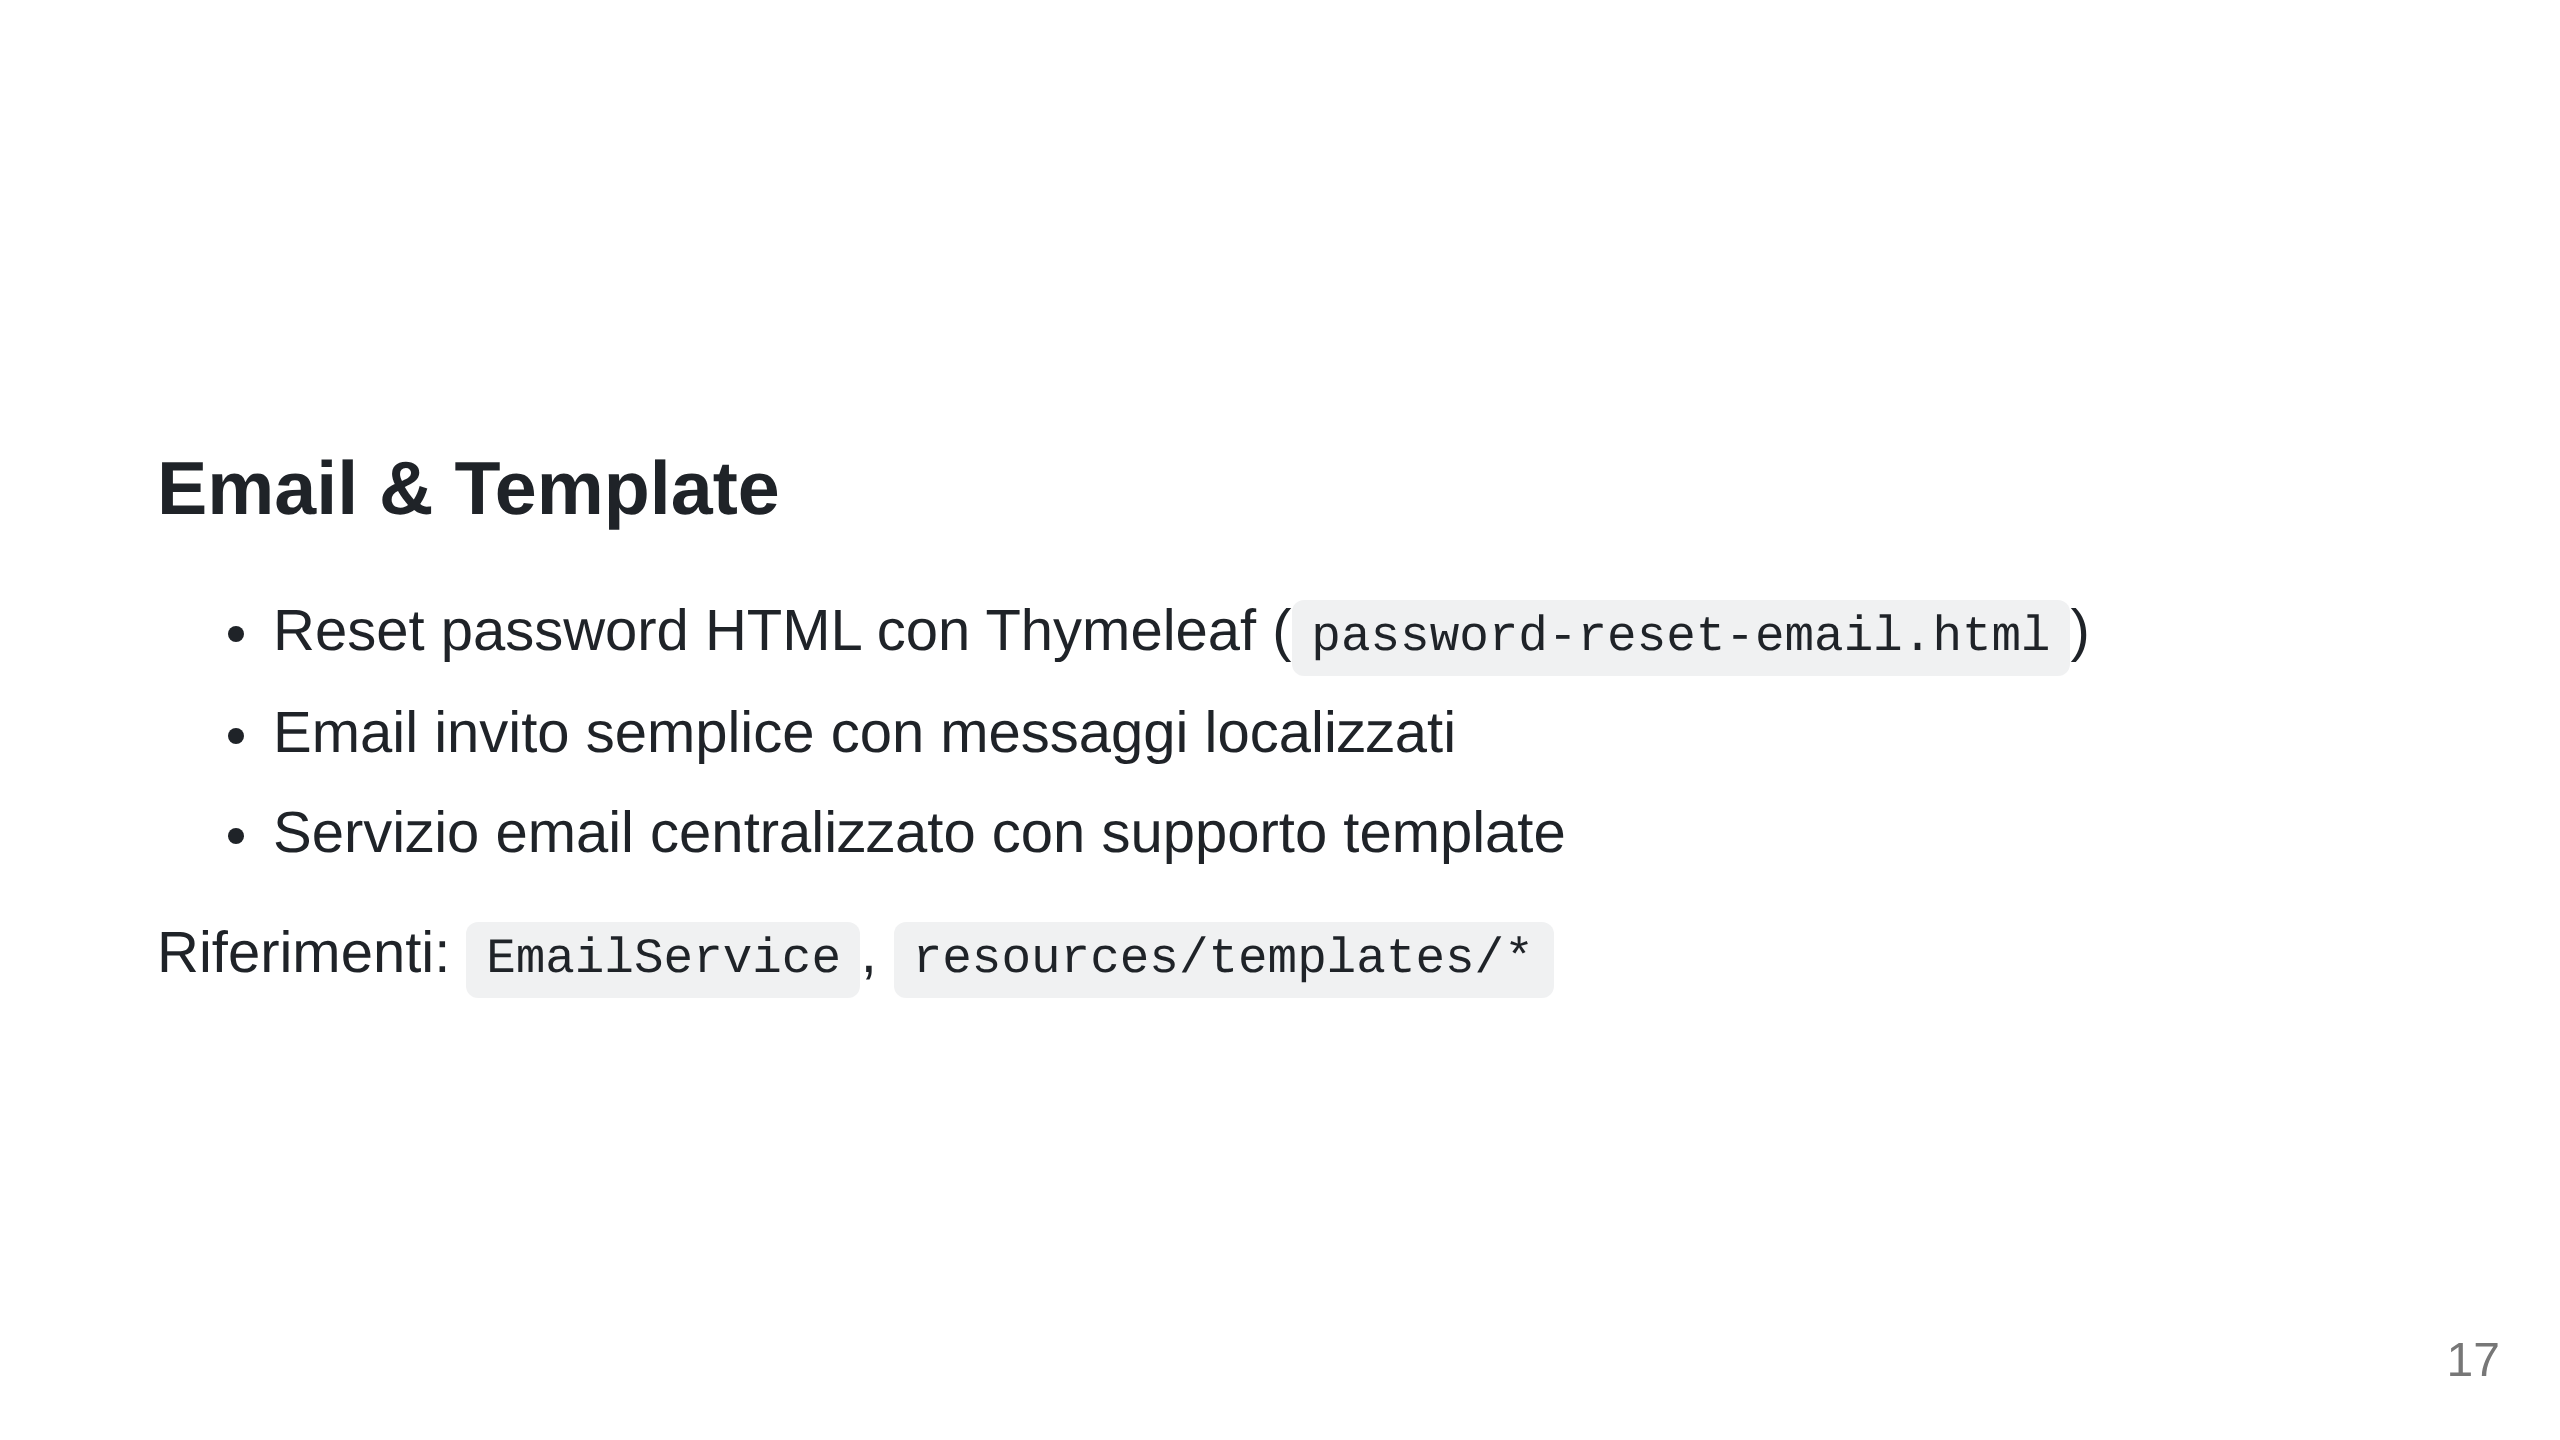 Email & Template
• Reset password HTML con Thymeleaf (password-reset-email.html)
• Email invito semplice con messaggi localizzati
• Servizio email centralizzato con supporto template
Riferimenti: EmailService, resources/templates/*
17